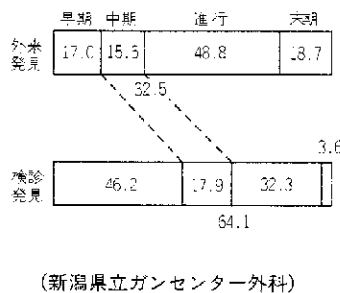 早期 中期 進行 末期
外来発見 17.0 15.5 48.8 18.7
32.5
3.6
検診発見 46.2 17.9 32.3
64.1
(新潟県立ガンセンター外科)